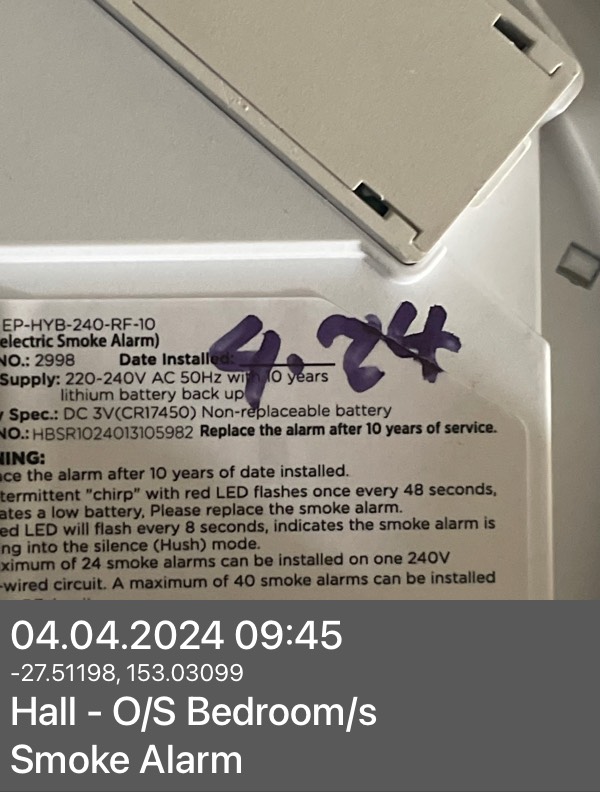 EP-HYB-240-RF-10
electric Smoke Alarm)
NO.: 2998 Date Installed: 4.24
Supply: 220-240V AC 50Hz with 10 years
lithium battery back up
Spec.: DC 3V(CR17450) Non-replaceable battery
NO.: HBSR1024013105982 Replace the alarm after 10 years of service.
NING:
ace the alarm after 10 years of date installed.
termittent "chirp" with red LED flashes once every 48 seconds,
ates a low battery, Please replace the smoke alarm.
ed LED will flash every 8 seconds, indicates the smoke alarm is
ng into the silence (Hush) mode.
ximum of 24 smoke alarms can be installed on one 240V
-wired circuit. A maximum of 40 smoke alarms can be installed
04.04.2024 09:45
-27.51198, 153.03099
Hall - O/S Bedroom/s
Smoke Alarm